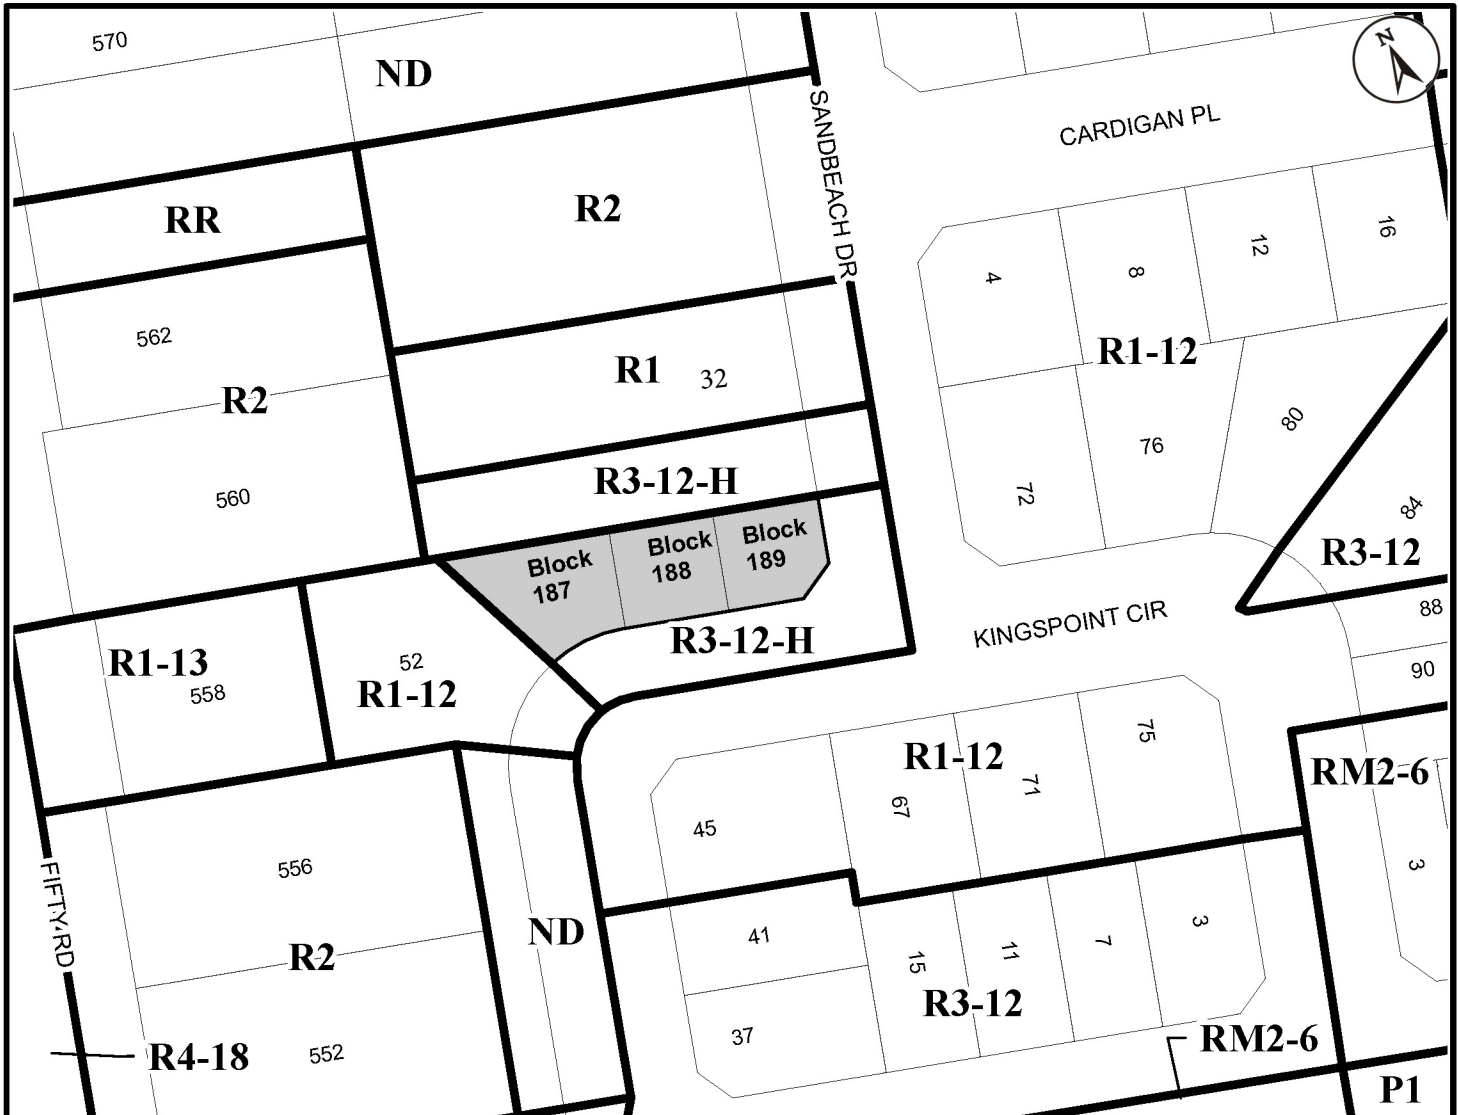 570
ND
N
CARDIGAN PL
SANDBEACH DR
RR
R2
4
8
12
16
562
R2
R1
32
R1-12
560
R3-12-H
72
76
80
84
R3-12
Block
187
Block
188
Block
189
R3-12-H
KINGSPOINT CIR
88
90
R1-13
558
52
R1-12
45
67
R1-12
71
75
RM2-6
3
FIFTY RD
556
R2
ND
41
37
15
11
7
3
R3-12
R4-18
552
RM2-6
P1